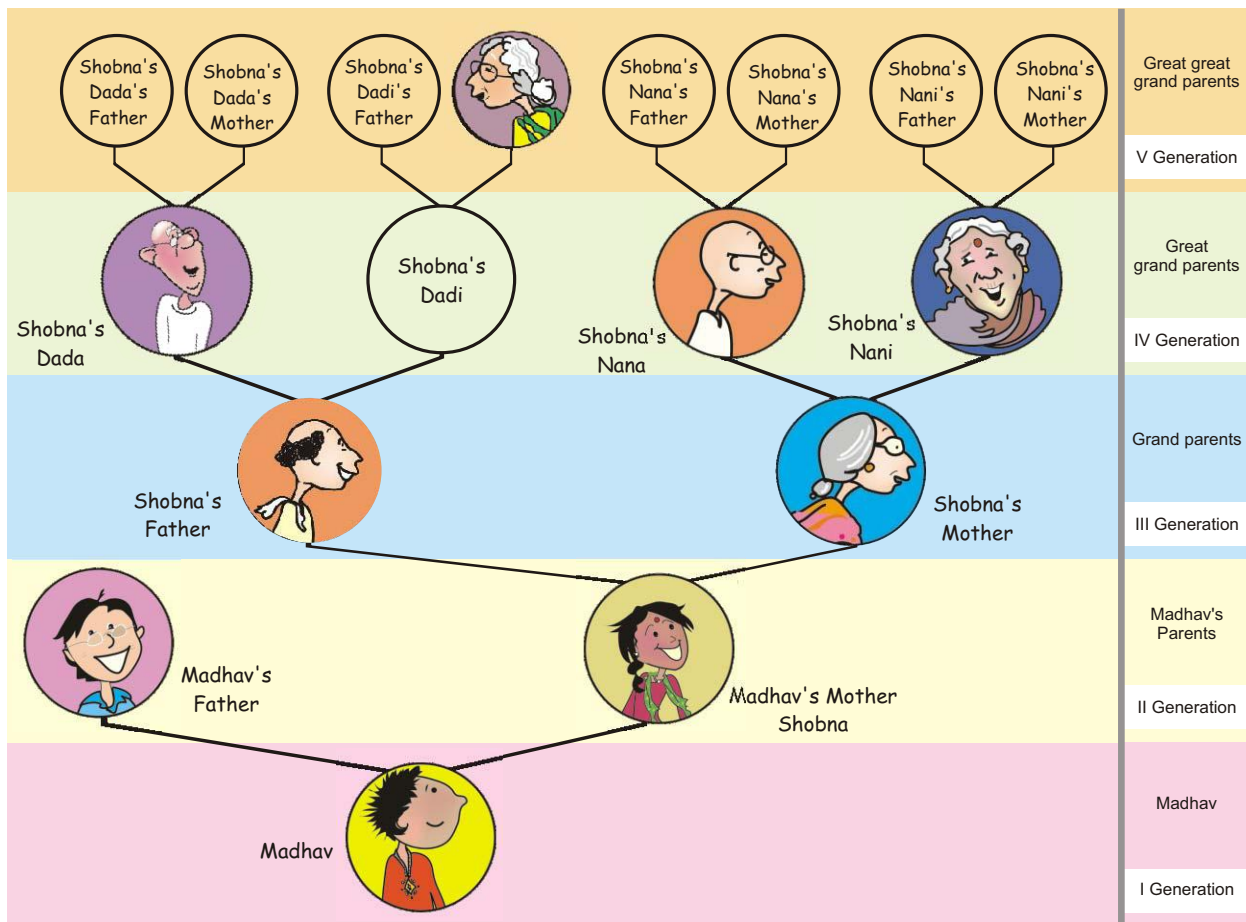 Shobna's
Dada's
Father
Shobna's
Dada's
Mother
Shobna's
Dadi's
Father
Shobna's
Nana's
Father
Shobna's
Nana's
Mother
Shobna's
Nani's
Father
Shobna's
Nani's
Mother
Great great
grand parents
V Generation
Shobna's
Dada
Shobna's
Dadi
Shobna's
Nana
Shobna's
Nani
Great
grand parents
IV Generation
Shobna's
Father
Shobna's
Mother
Grand parents
III Generation
Madhav's
Father
Madhav's Mother
Shobna
Madhav's
Parents
II Generation
Madhav
Madhav
I Generation